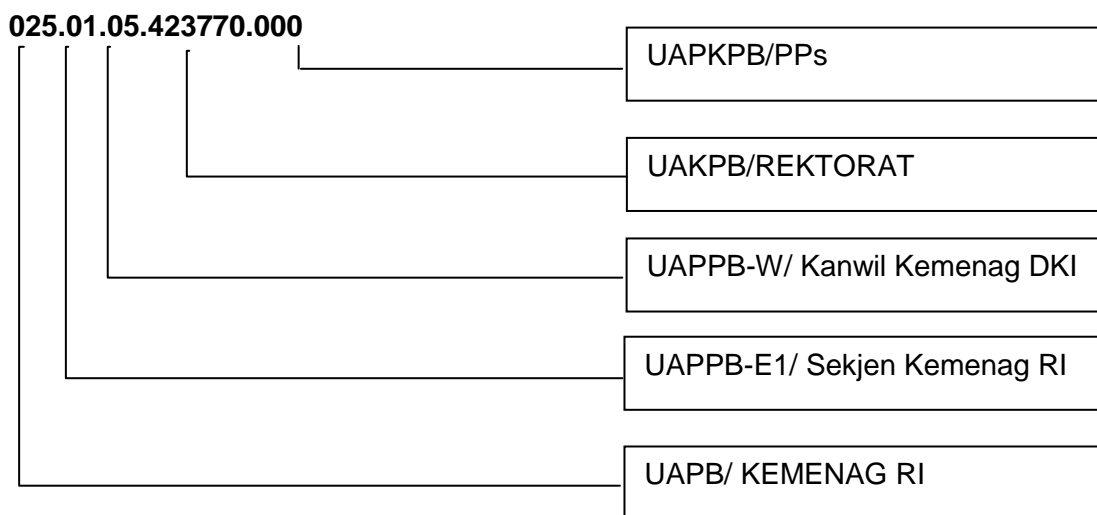 025.01.05.423770.000
UAPKPB/PPs
UAKPB/REKTORAT
UAPPB-W/ Kanwil Kemenag DKI
UAPPB-E1/ Sekjen Kemenag RI
UAPB/ KEMENAG RI